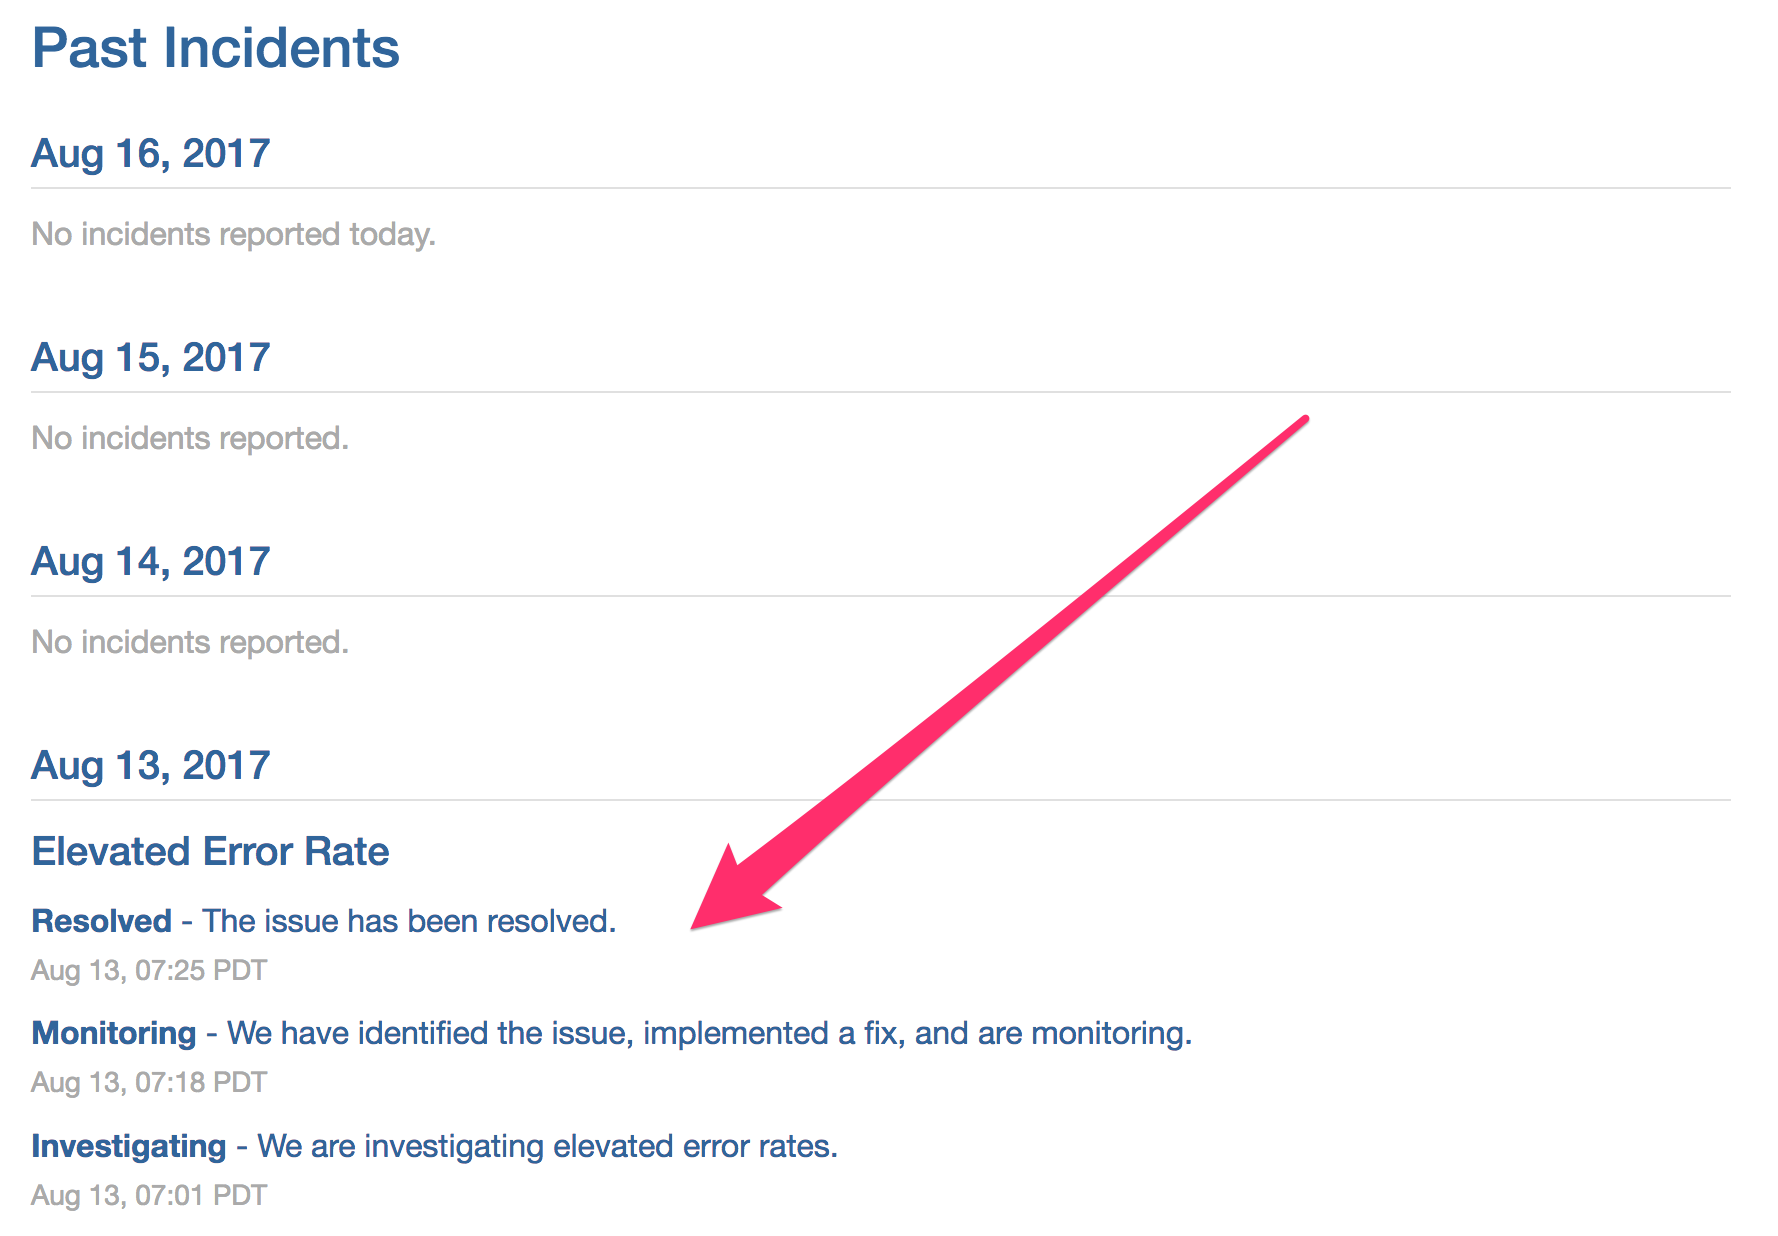 Past Incidents
Aug 16, 2017
No incidents reported today.
Aug 15, 2017
No incidents reported.
Aug 14, 2017
No incidents reported.
Aug 13, 2017
Elevated Error Rate
Resolved - The issue has been resolved.
Aug 13, 07:25 PDT
Monitoring - We have identified the issue, implemented a fix, and are monitoring.
Aug 13, 07:18 PDT
Investigating - We are investigating elevated error rates.
Aug 13, 07:01 PDT